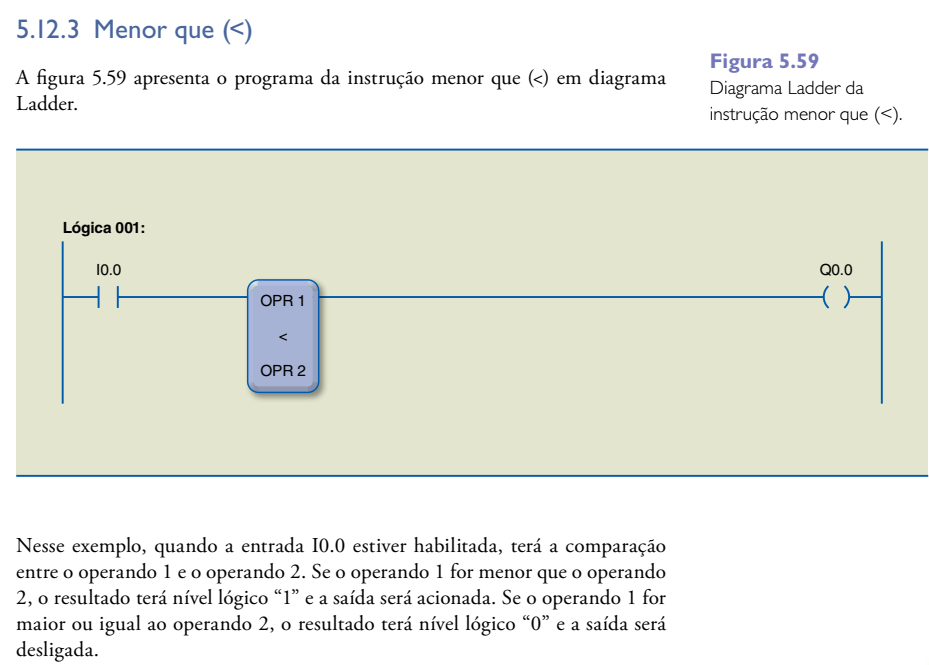 5.12.3 Menor que (<)
A figura 5.59 apresenta o programa da instrução menor que (<) em diagrama
Ladder.
Figura 5.59
Diagrama Ladder da
instrução menor que (<).
Lógica 001:
I0.0
Q0.0
OPR 1
<
OPR 2
Nesse exemplo, quando a entrada I0.0 estiver habilitada, terá a comparação
entre o operando 1 e o operando 2. Se o operando 1 for menor que o operando
2, o resultado terá nível lógico “1” e a saída será acionada. Se o operando 1 for
maior ou igual ao operando 2, o resultado terá nível lógico “0” e a saída será
desligada.